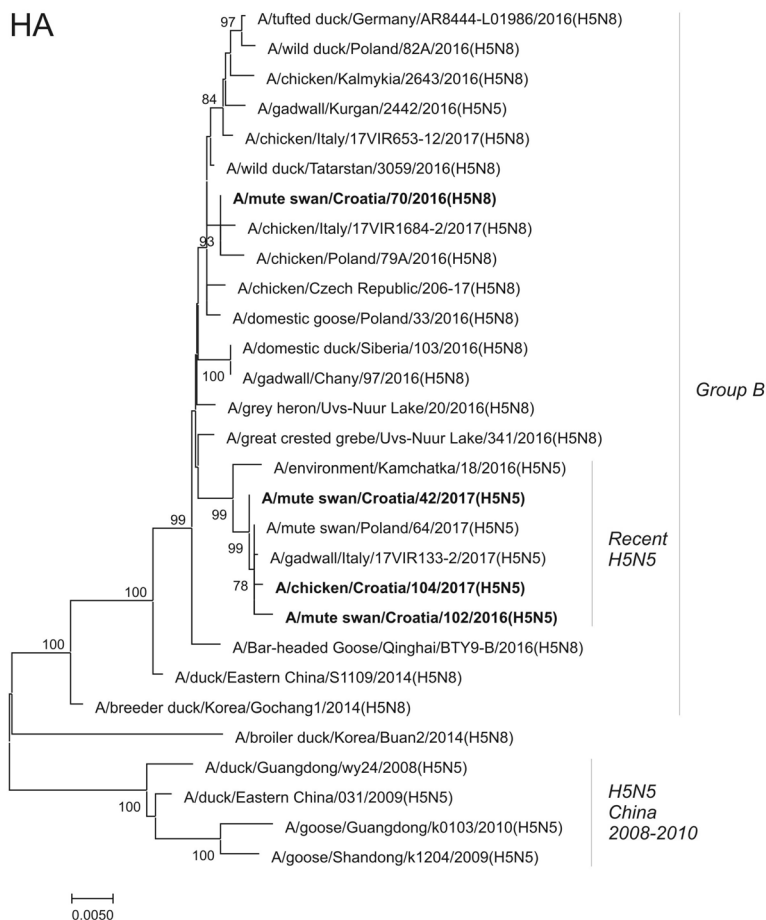 HA
97
A/tufted duck/Germany/AR8444-L01986/2016(H5N8)
A/wild duck/Poland/82A/2016(H5N8)
A/chicken/Kalmykia/2643/2016(H5N8)
84
A/gadwall/Kurgan/2442/2016(H5N5)
A/chicken/Italy/17VIR653-12/2017(H5N8)
A/wild duck/Tatarstan/3059/2016(H5N8)
A/mute swan/Croatia/70/2016(H5N8)
A/chicken/Italy/17VIR1684-2/2017(H5N8)
93
A/chicken/Poland/79A/2016(H5N8)
A/chicken/Czech Republic/206-17(H5N8)
A/domestic goose/Poland/33/2016(H5N8)
A/domestic duck/Siberia/103/2016(H5N8)
100
A/gadwall/Chany/97/2016(H5N8)
Group B
A/grey heron/Uvs-Nuur Lake/20/2016(H5N8)
A/great crested grebe/Uvs-Nuur Lake/341/2016(H5N8)
A/environment/Kamchatka/18/2016(H5N5)
A/mute swan/Croatia/42/2017(H5N5)
99
99
A/mute swan/Poland/64/2017(H5N5)
Recent
H5N5
99
A/gadwall/Italy/17VIR133-2/2017(H5N5)
78
A/chicken/Croatia/104/2017(H5N5)
100
A/mute swan/Croatia/102/2016(H5N5)
100
A/Bar-headed Goose/Qinghai/BTY9-B/2016(H5N8)
A/duck/Eastern China/S1109/2014(H5N8)
A/breeder duck/Korea/Gochang1/2014(H5N8)
A/broiler duck/Korea/Buan2/2014(H5N8)
A/duck/Guangdong/wy24/2008(H5N5)
100
A/duck/Eastern China/031/2009(H5N5)
H5N5
China
2008-2010
A/goose/Guangdong/k0103/2010(H5N5)
100
A/goose/Shandong/k1204/2009(H5N5)
0.0050